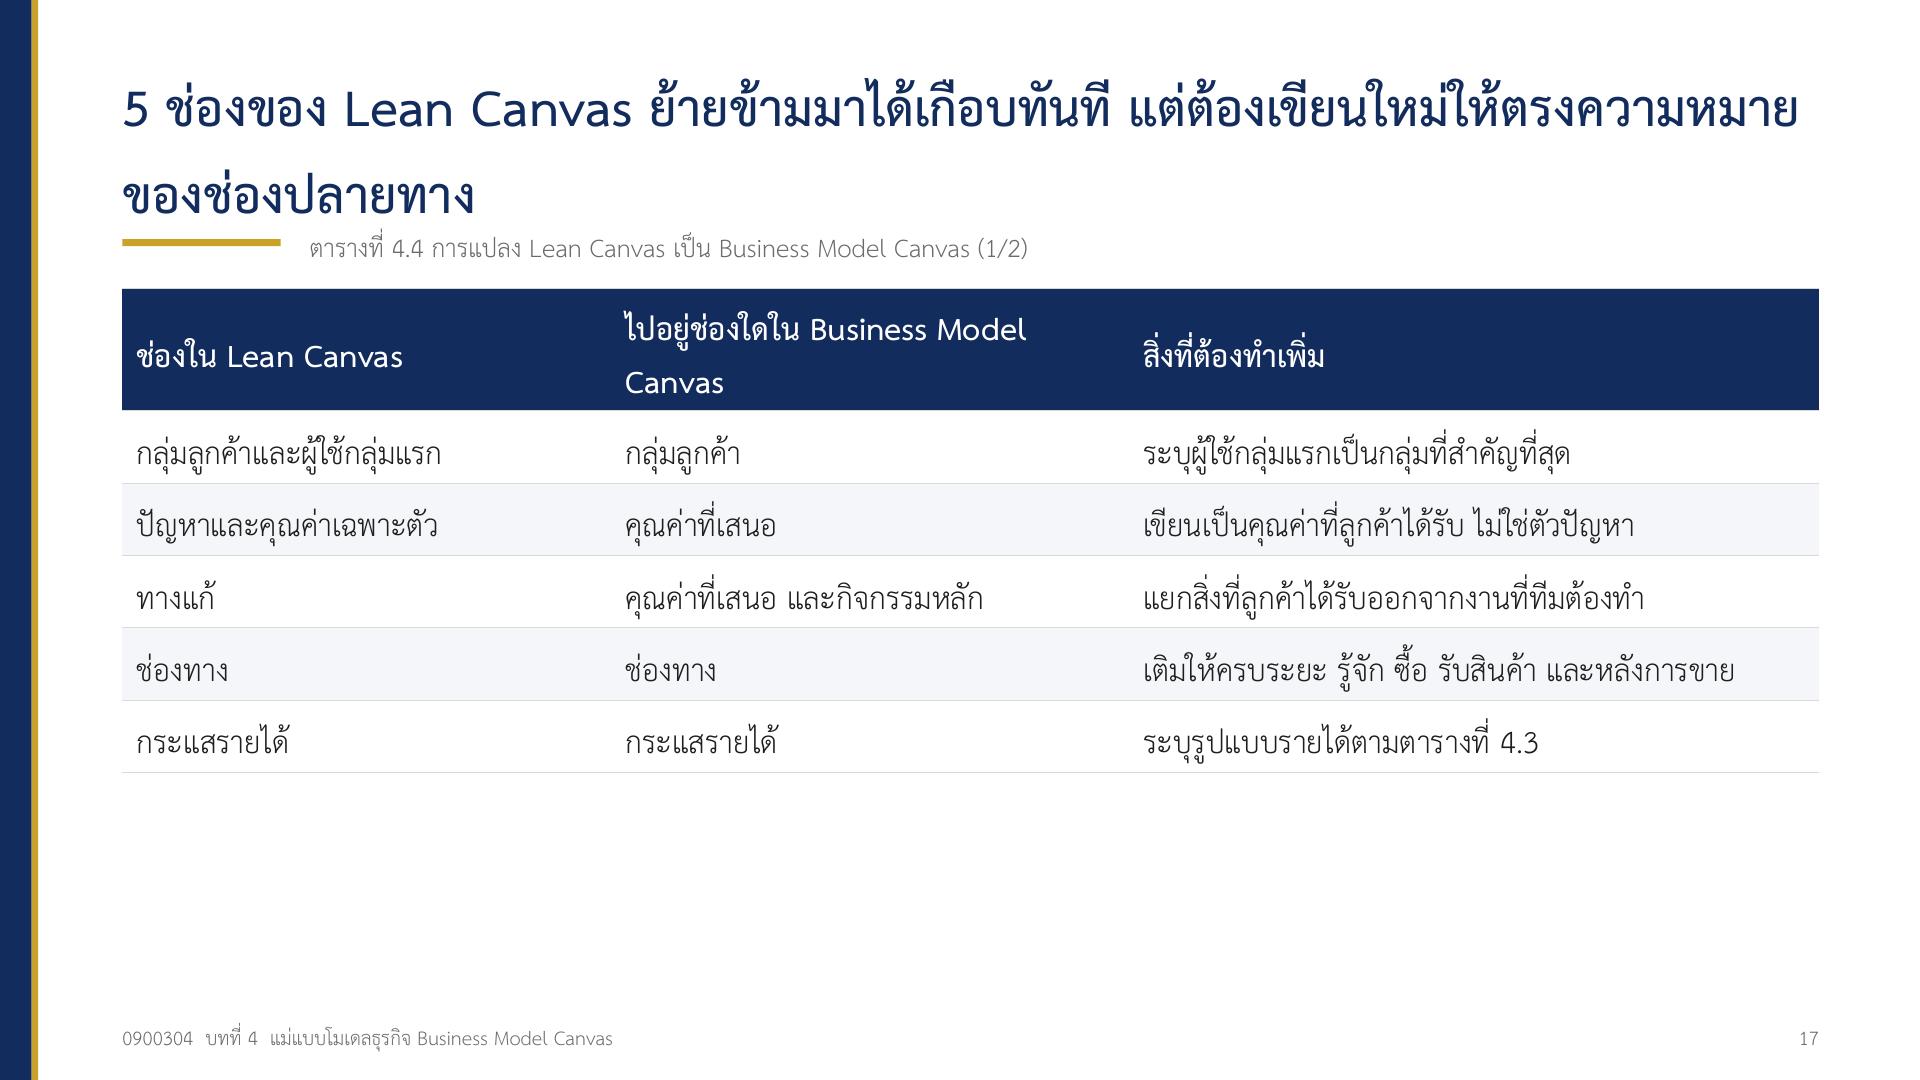 5 ช่องของ Lean Canvas ย้ายข้ามมาได้เกือบทันที แต่ต้องเขียนใหม่ให้ตรงความหมาย
ของช่องปลายทาง
ตารางที่ 4.4 การแปลง Lean Canvas เป็น Business Model Canvas (1/2)
ช่องใน Lean Canvas
ไปอยู่ช่องใดใน Business Model
Canvas
สิ่งที่ต้องทำเพิ่ม
กลุ่มลูกค้าและผู้ใช้กลุ่มแรก
กลุ่มลูกค้า
ระบุผู้ใช้กลุ่มแรกเป็นกลุ่มที่สำคัญที่สุด
ปัญหาและคุณค่าเฉพาะตัว
คุณค่าที่เสนอ
เขียนเป็นคุณค่าที่ลูกค้าได้รับ ไม่ใช่ตัวปัญหา
ทางแก้
คุณค่าที่เสนอ และกิจกรรมหลัก
แยกสิ่งที่ลูกค้าได้รับออกจากงานที่ทีมต้องทำ
ช่องทาง
ช่องทาง
เติมให้ครบระยะ รู้จัก ซื้อ รับสินค้า และหลังการขาย
กระแสรายได้
กระแสรายได้
ระบุรูปแบบรายได้ตามตารางที่ 4.3
0900304 บทที่ 4 แม่แบบโมเดลธุรกิจ Business Model Canvas
17